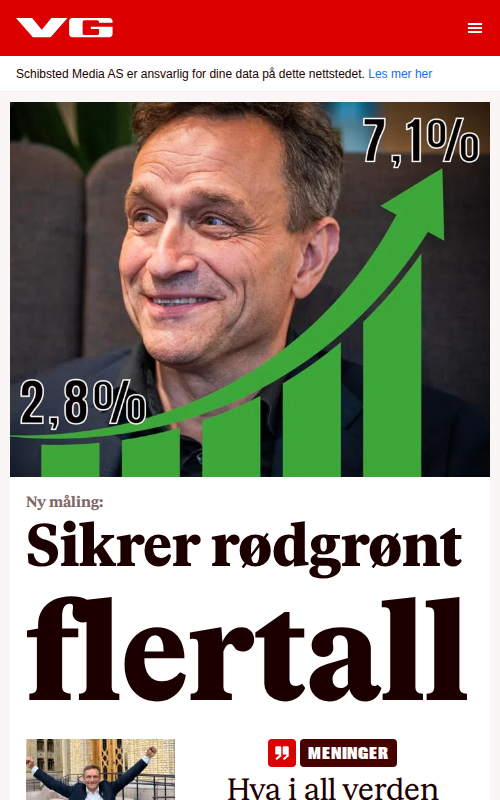 VG
Schibsted Media AS er ansvarlig for dine data på dette nettstedet. Les mer her
7,1%
2,8%
Ny måling:
Sikrer rødgrønt
flertall
MENINGER
Hva i all verden